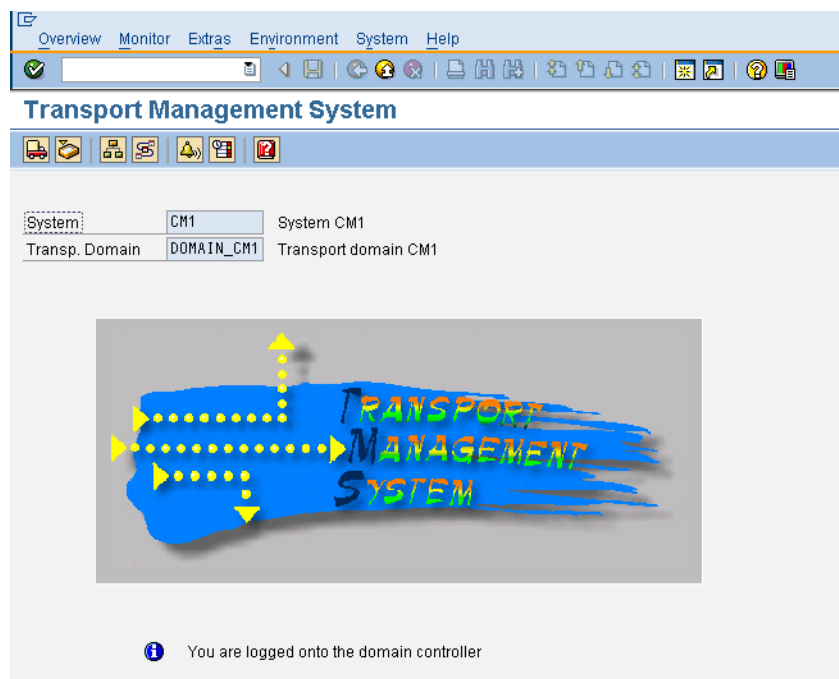 Overview Monitor Extras Environment System Help
Transport Management System
System CM1 System CM1
Transp. Domain DOMAIN_CM1 Transport domain CM1
TRANSPORT
MANAGEMENT
SYSTEM
You are logged onto the domain controller